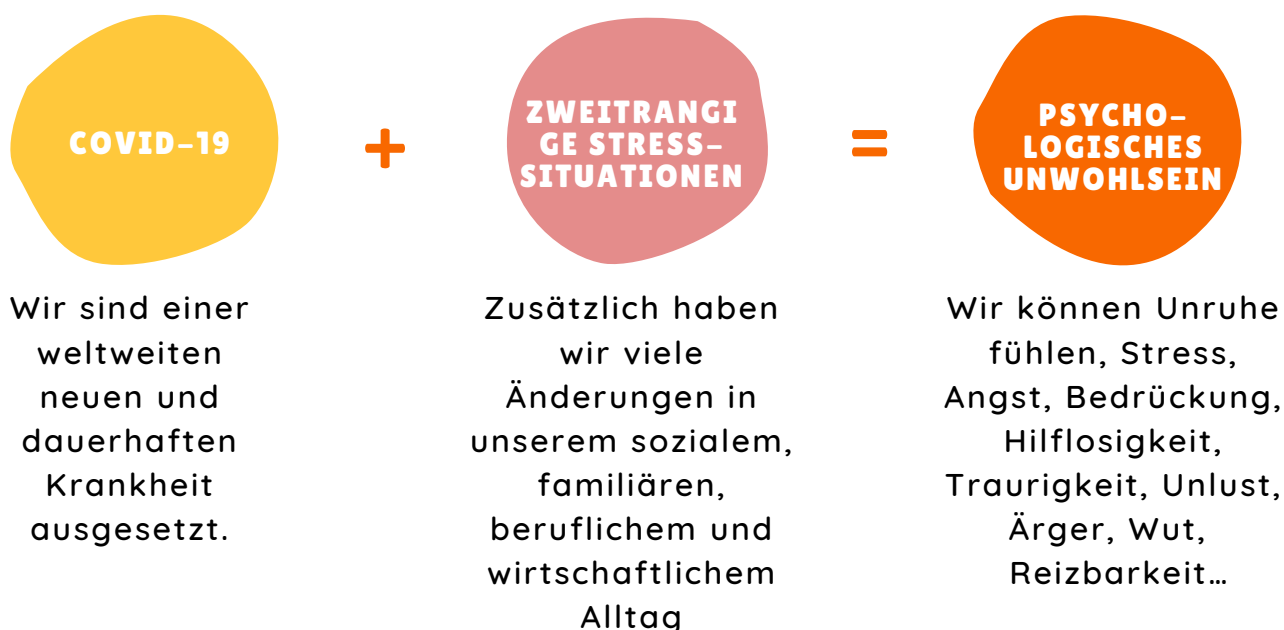 COVID-19
+
ZWEITRANGI
GE STRESS-
SITUATIONEN
=
PSYCHO-
LOGISCHES
UNWOHLSEIN
Wir sind einer
weltweiten
neuen und
dauerhaften
Krankheit
ausgesetzt.
Zusätzlich haben
wir viele
Änderungen in
unserem sozialem,
familiären,
beruflichem und
wirtschaftlichem
Alltag
Wir können Unruhe
fühlen, Stress,
Angst, Bedrückung,
Hilflosigkeit,
Traurigkeit, Unlust,
Ärger, Wut,
Reizbarkeit…